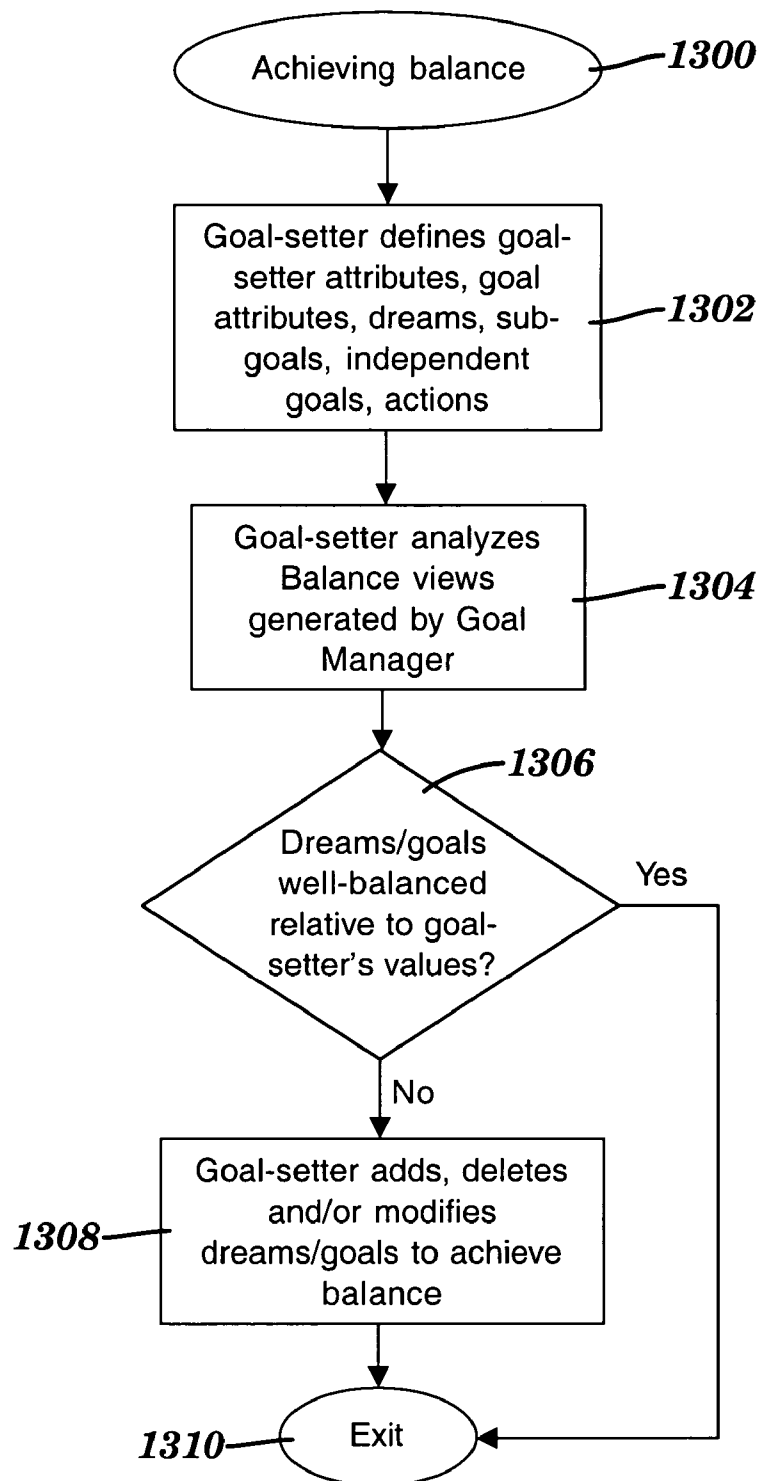 Achieving balance
1300
Goal-setter defines goal-
setter attributes, goal
attributes, dreams, sub-
goals, independent
goals, actions
1302
Goal-setter analyzes
Balance views
generated by Goal
Manager
1304
1306
Dreams/goals
well-balanced
relative to goal-
setter's values?
Yes
No
Goal-setter adds, deletes
and/or modifies
dreams/goals to achieve
balance
1308
Exit
1310